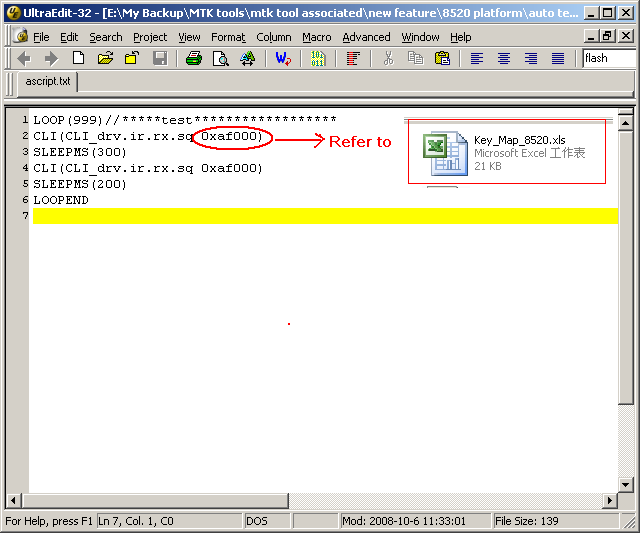 UltraEdit-32 - [E:\My Backup\MTK tools\mtk tool associated\new feature\8520 platform\auto te...
File Edit Search Project View Format Column Macro Advanced Window Help
flash
ascript.txt
1 LOOP(999)//*****test******************
2 CLI(CLI_drv.ir.rx.sq 0xaf000)
3 SLEEPMS(300)
4 CLI(CLI_drv.ir.rx.sq 0xaf000)
5 SLEEPMS(200)
6 LOOPEND
7
Refer to
Key_Map_8520.xls
Microsoft Excel 工作表
21 KB
For Help, press F1 Ln 7, Col. 1, C0 DOS Mod: 2008-10-6 11:33:01 File Size: 139